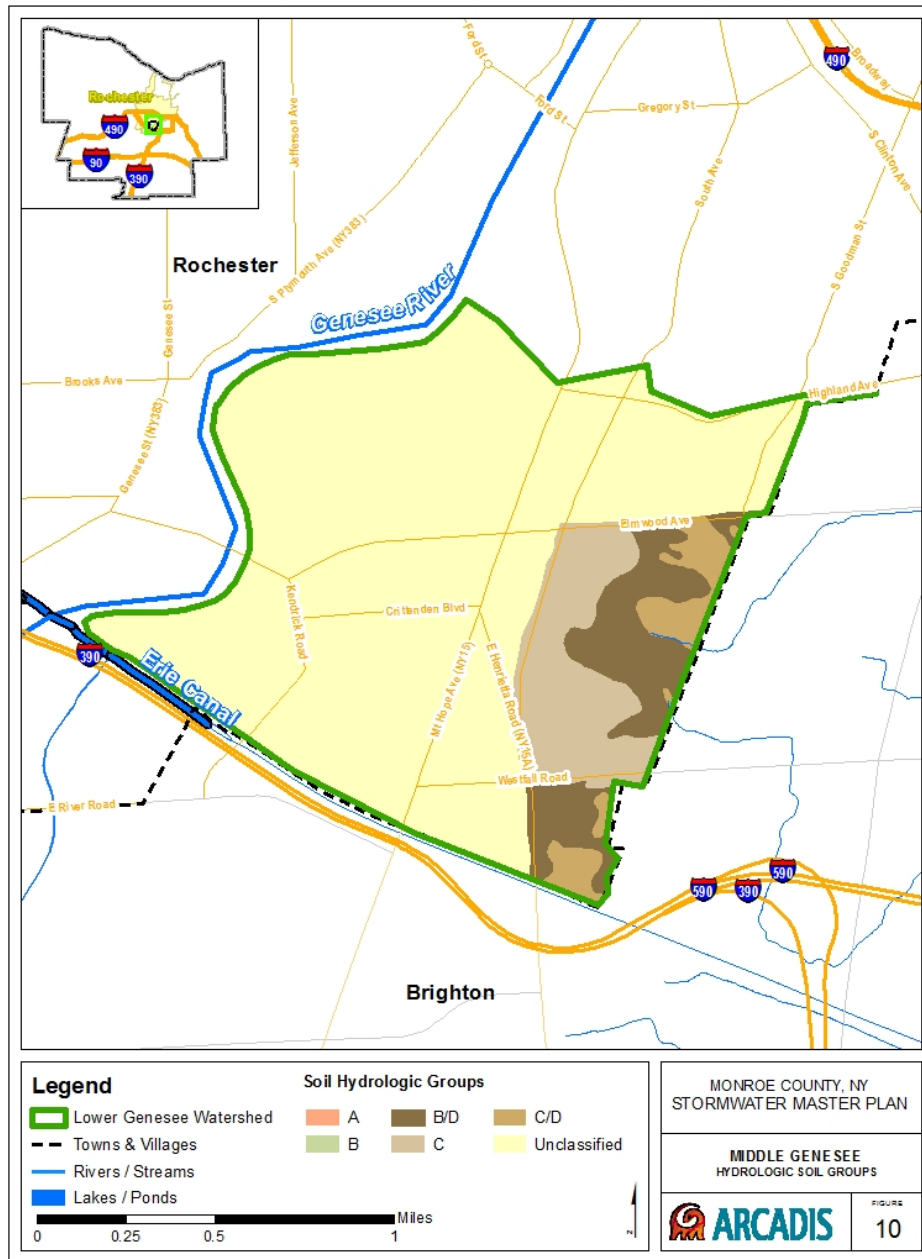 Rochester
490
90
390
Ford St
Jefferson Ave
Ford St
Gregory St
490
Broadway
S Clinton Ave
South Ave
S Goodman St
Rochester
S Plymouth Ave (NY383)
Genesee St
Genesee River
Brooks Ave
Highland Ave
Genesee St (NY383)
Elmwood Ave
Kendrick Road
Crittenden Blvd
390
Erie Canal
Mt Hope Ave (NY15)
E Henrietta Road (NY15A)
Westfall Road
E River Road
590
590
390
Brighton
Legend
Lower Genesee Watershed
Towns & Villages
Rivers / Streams
Lakes / Ponds
Soil Hydrologic Groups
A
B/D
C/D
B
C
Unclassified
Miles
0
0.25
0.5
1
N
MONROE COUNTY, NY
STORMWATER MASTER PLAN
MIDDLE GENESEE
HYDROLOGIC SOIL GROUPS
ARCADIS
FIGURE
10